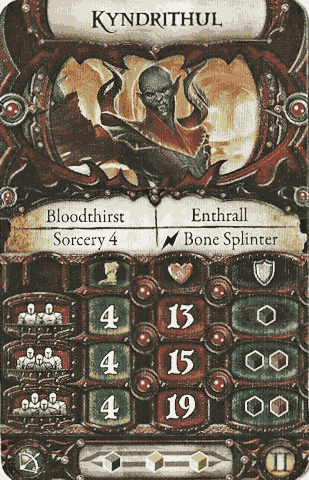 KYNDRITHUL
Bloodthirst Enthrall
Sorcery 4 Bone Splinter
4 13
4 15
4 19
II